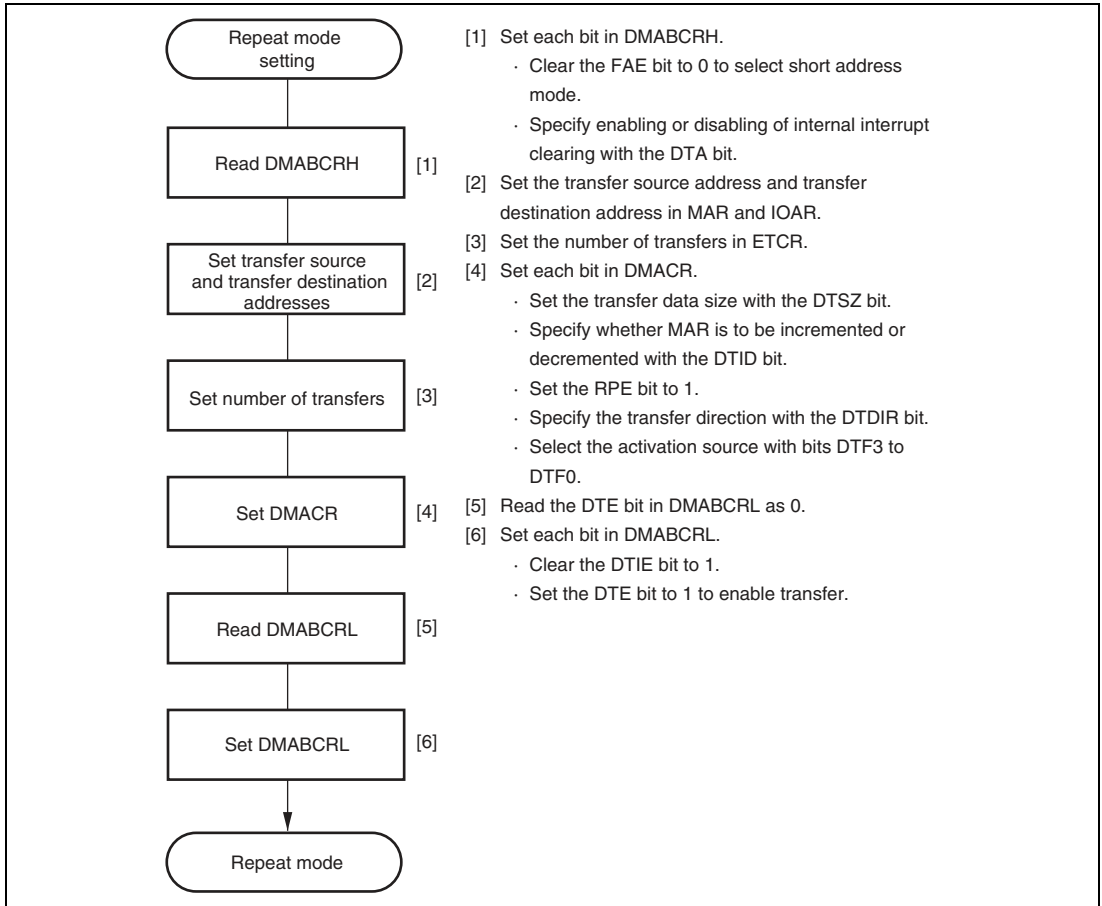 Repeat mode
setting
Read DMABCRH
[1]
Set transfer source
and transfer destination
addresses
[2]
Set number of transfers
[3]
Set DMACR
[4]
Read DMABCRL
[5]
Set DMABCRL
[6]
Repeat mode
[1] Set each bit in DMABCRH.
· Clear the FAE bit to 0 to select short address
mode.
· Specify enabling or disabling of internal interrupt
clearing with the DTA bit.
[2] Set the transfer source address and transfer
destination address in MAR and IOAR.
[3] Set the number of transfers in ETCR.
[4] Set each bit in DMACR.
· Set the transfer data size with the DTSZ bit.
· Specify whether MAR is to be incremented or
decremented with the DTID bit.
· Set the RPE bit to 1.
· Specify the transfer direction with the DTDIR bit.
· Select the activation source with bits DTF3 to
DTF0.
[5] Read the DTE bit in DMABCRL as 0.
[6] Set each bit in DMABCRL.
· Clear the DTIE bit to 1.
· Set the DTE bit to 1 to enable transfer.